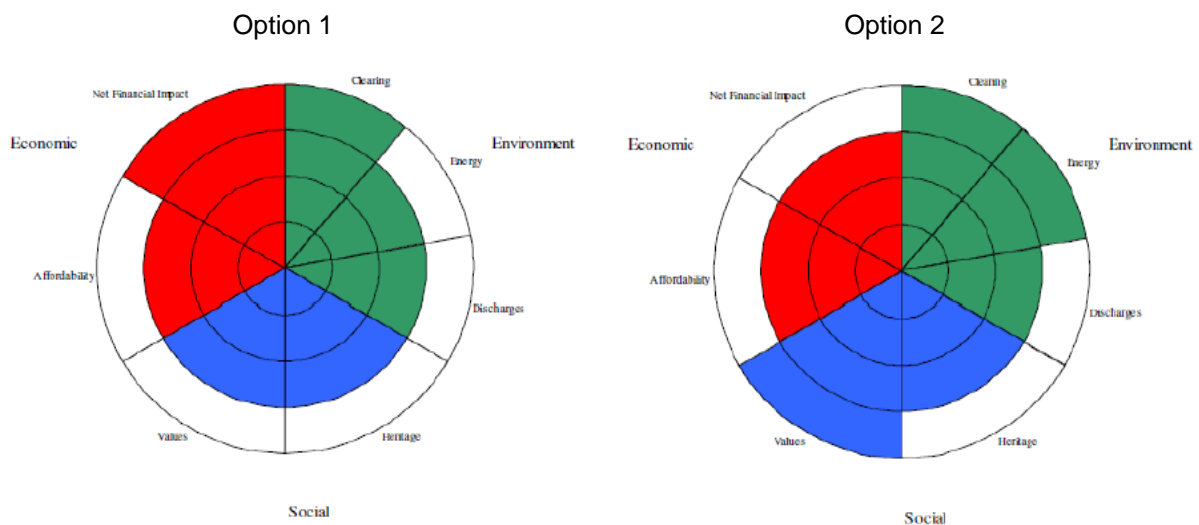 Option 1
Clearing
Net Financial Impact
Economic
Environment
Energy
Affordability
Discharges
Values
Heritage
Social
Option 2
Clearing
Net Financial Impact
Economic
Environment
Energy
Affordability
Discharges
Values
Heritage
Social